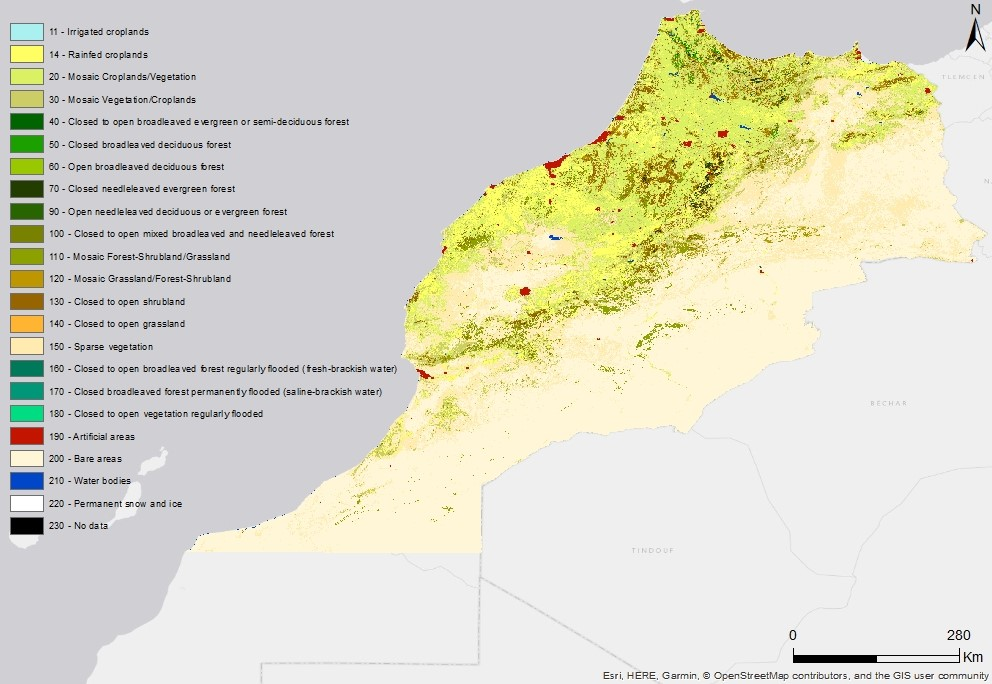 11 - Irrigated croplands
14 - Rainfed croplands
20 - Mosaic Croplands/Vegetation
30 - Mosaic Vegetation/Croplands
40 - Closed to open broadleaved evergreen or semi-deciduous forest
50 - Closed broadleaved deciduous forest
60 - Open broadleaved deciduous forest
70 - Closed needleleaved evergreen forest
90 - Open needleleaved deciduous or evergreen forest
100 - Closed to open mixed broadleaved and needleleaved forest
110 - Mosaic Forest-Shrubland/Grassland
120 - Mosaic Grassland/Forest-Shrubland
130 - Closed to open shrubland
140 - Closed to open grassland
150 - Sparse vegetation
160 - Closed to open broadleaved forest regularly flooded (fresh-brackish water)
170 - Closed broadleaved forest permanently flooded (saline-brackish water)
180 - Closed to open vegetation regularly flooded
190 - Artificial areas
200 - Bare areas
210 - Water bodies
220 - Permanent snow and ice
230 - No data
N
TLEMCEN
BECHAR
TINDOUF
0 280
Km
Esri, HERE, Garmin, © OpenStreetMap contributors, and the GIS user community